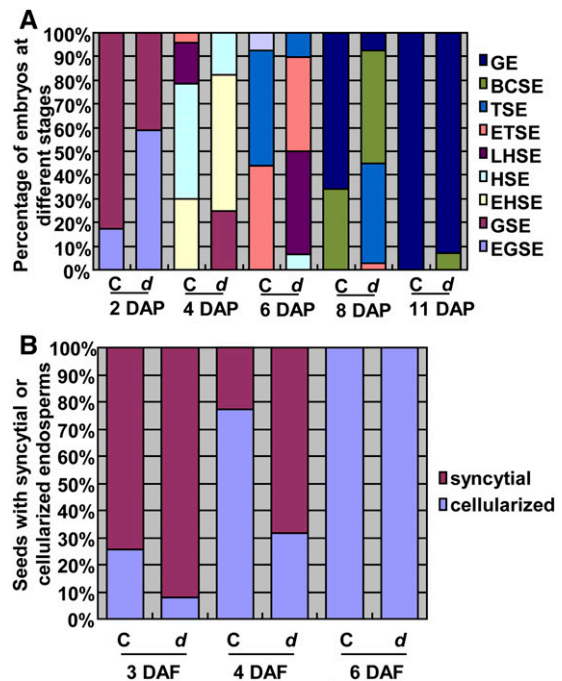 A
Percentage of embryos at
different stages
100%
90%
80%
70%
60%
50%
40%
30%
20%
10%
0%
GE
BCSE
TSE
ETSE
LHSE
HSE
EHSE
GSE
EGSE
C d C d C d C d C d
2 DAP 4 DAP 6 DAP 8 DAP 11 DAP
B
Seeds with syncytial or
cellularized endosperms
100%
90%
80%
70%
60%
50%
40%
30%
20%
10%
0%
syncytial
cellularized
C d C d C d
3 DAF 4 DAF 6 DAF